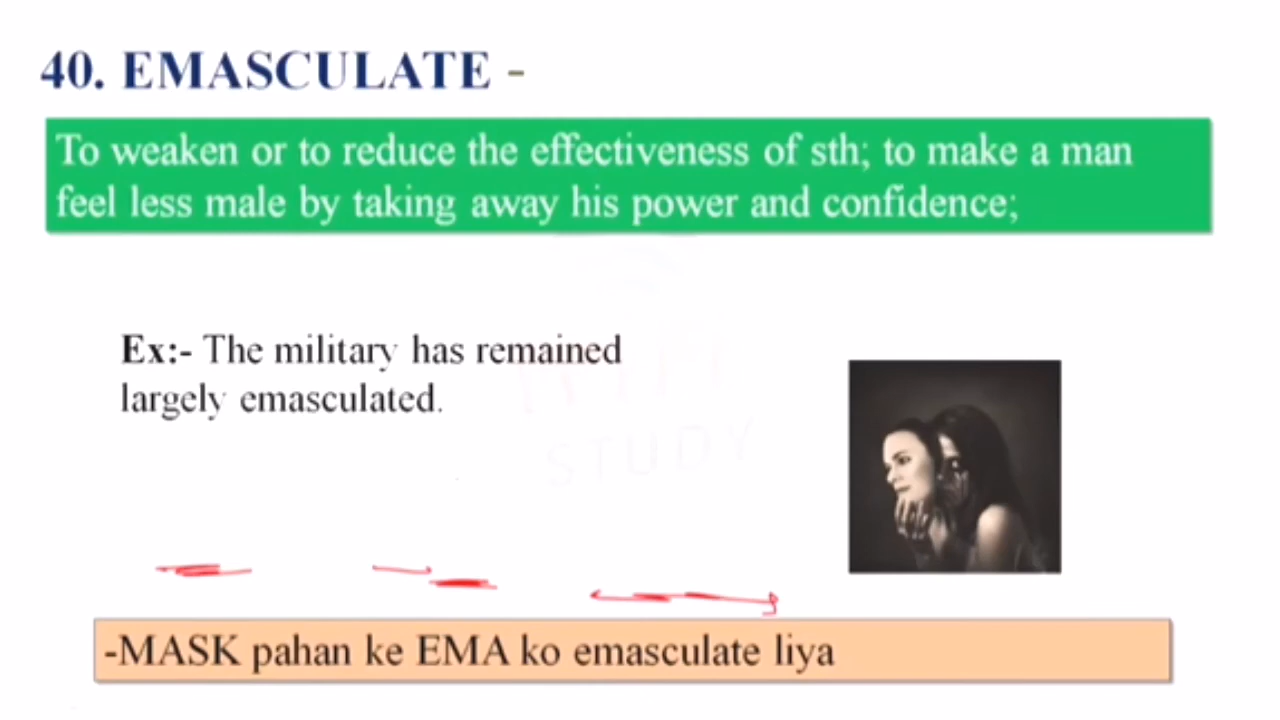 40. EMASCULATE -
To weaken or to reduce the effectiveness of sth; to make a man
feel less male by taking away his power and confidence;
Ex:- The military has remained
largely emasculated.
STUDY
-MASK pahan ke EMA ko emasculate liya